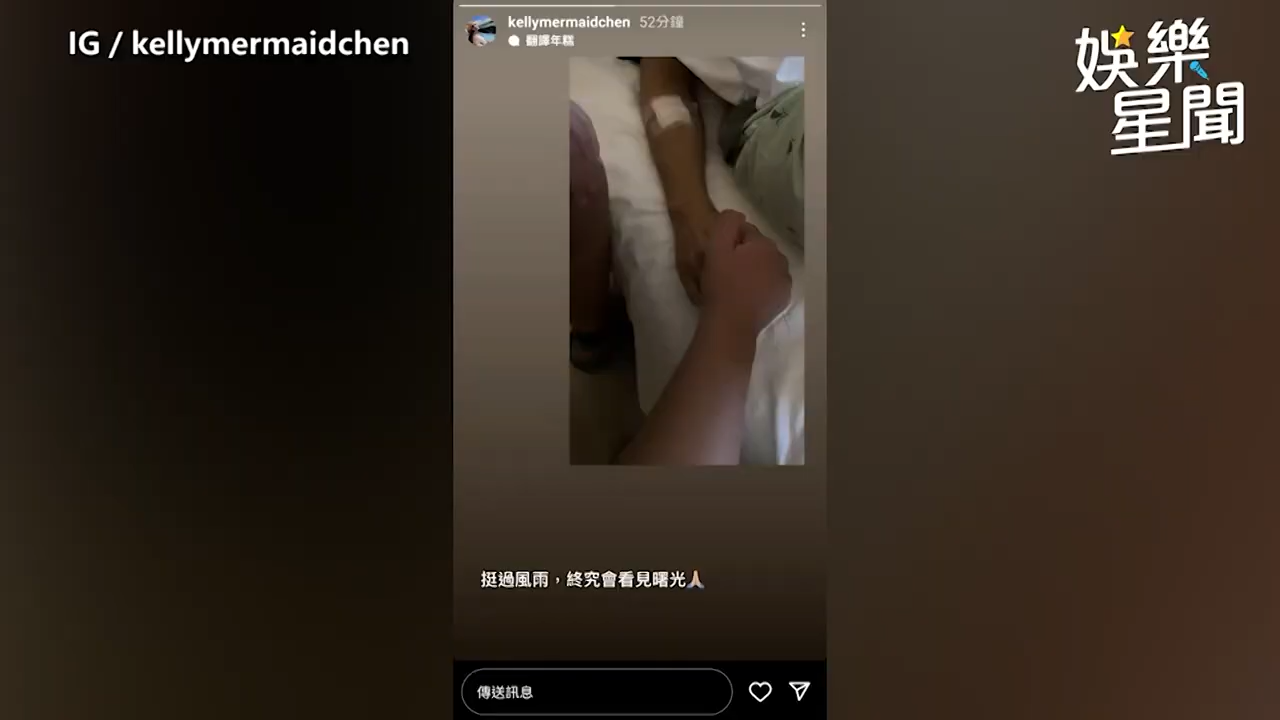 IG / kellymermaidchen
kellymermaidchen 52分鐘
翻譯年糕
娛樂
星聞
挺過風雨，終究會看見曙光🙏🏼
傳送訊息